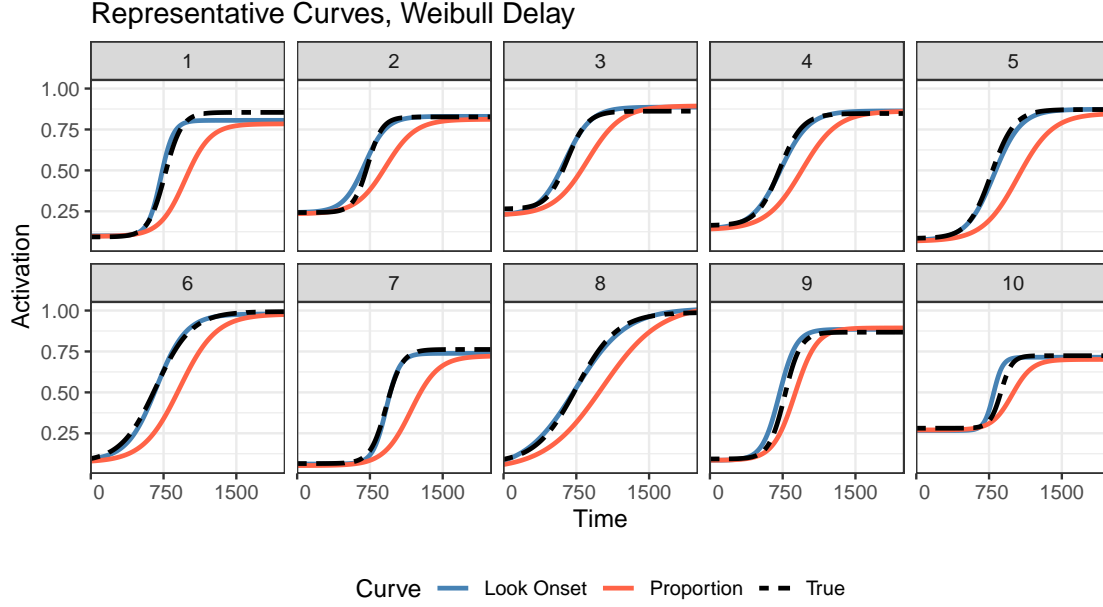 Representative Curves, Weibull Delay
1 2 3 4 5
1.00
0.75
0.50
0.25
6 7 8 9 10
1.00
0.75
0.50
0.25
Activation
0 750 1500 0 750 1500 0 750 1500 0 750 1500 0 750 1500
Time
Curve Look Onset Proportion True